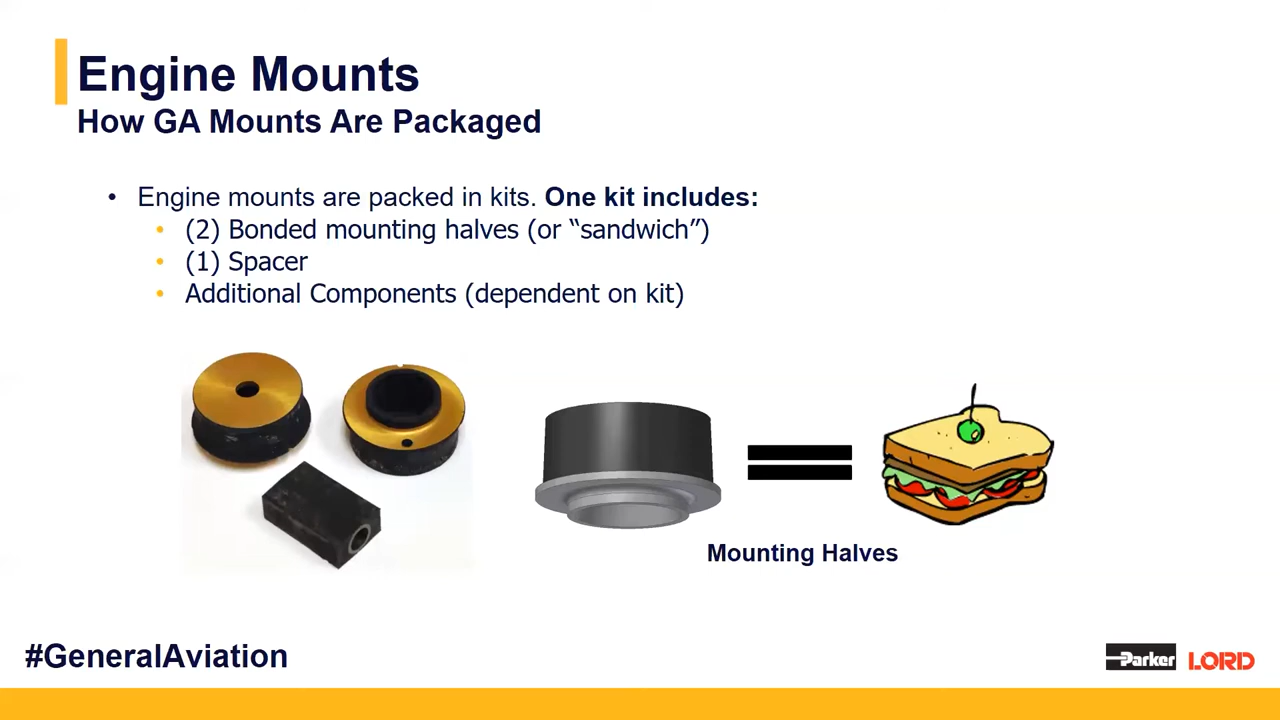 Engine Mounts
How GA Mounts Are Packaged
• Engine mounts are packed in kits. One kit includes:
• (2) Bonded mounting halves (or “sandwich”)
• (1) Spacer
• Additional Components (dependent on kit)
Mounting Halves
#GeneralAviation
Parker LORD